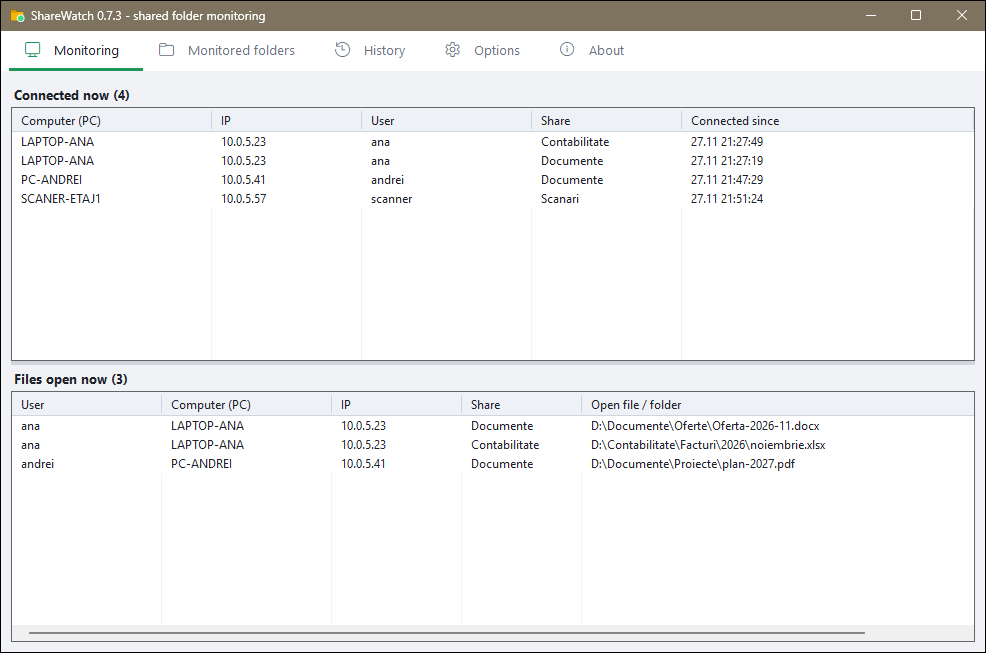 ShareWatch 0.7.3 - shared folder monitoring
Monitoring Monitored folders History Options About
Connected now (4)
Computer (PC) IP User Share Connected since
LAPTOP-ANA 10.0.5.23 ana Contabilitate 27.11 21:27:49
LAPTOP-ANA 10.0.5.23 ana Documente 27.11 21:27:19
PC-ANDREI 10.0.5.41 andrei Documente 27.11 21:47:29
SCANER-ETAJ1 10.0.5.57 scanner Scanari 27.11 21:51:24
Files open now (3)
User Computer (PC) IP Share Open file / folder
ana LAPTOP-ANA 10.0.5.23 Documente D:\Documente\Oferte\Oferta-2026-11.docx
ana LAPTOP-ANA 10.0.5.23 Contabilitate D:\Contabilitate\Facturi\2026\noiembrie.xlsx
andrei PC-ANDREI 10.0.5.41 Documente D:\Documente\Proiecte\plan-2027.pdf